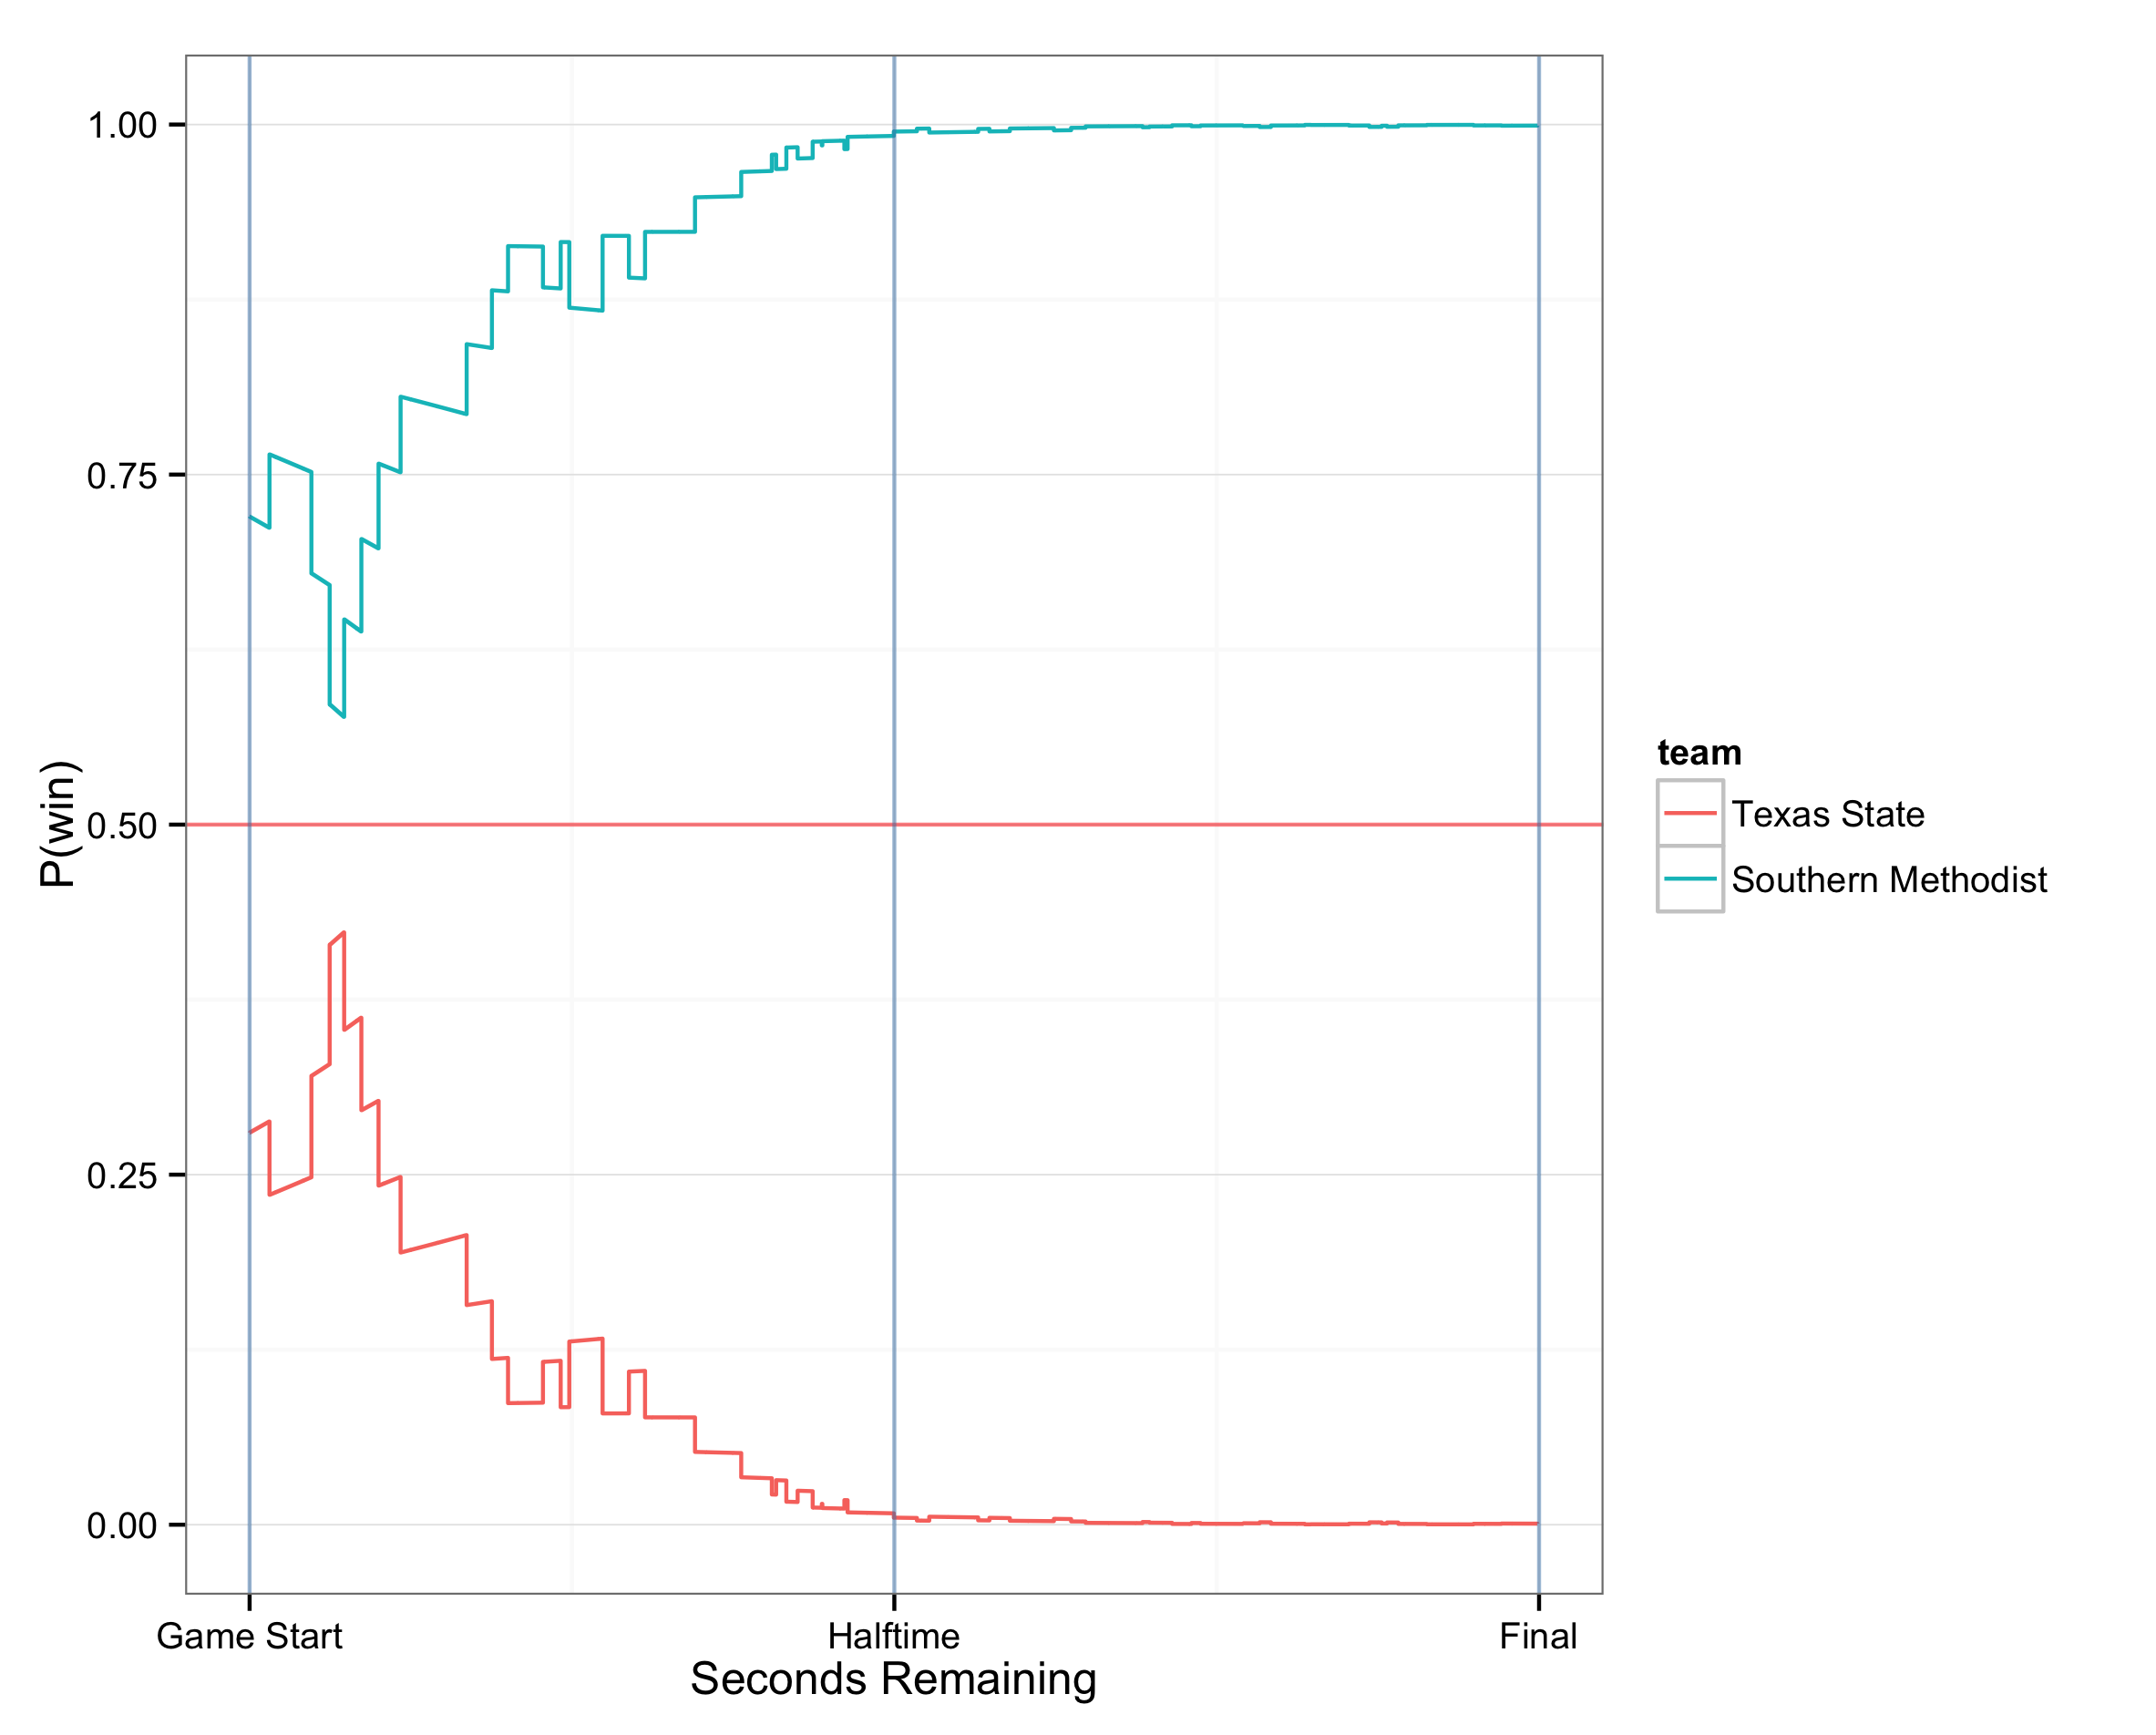 1.00
0.75
0.50
0.25
0.00
P(win)
Game Start
Halftime
Final
Seconds Remaining
team
Texas State
Southern Methodist